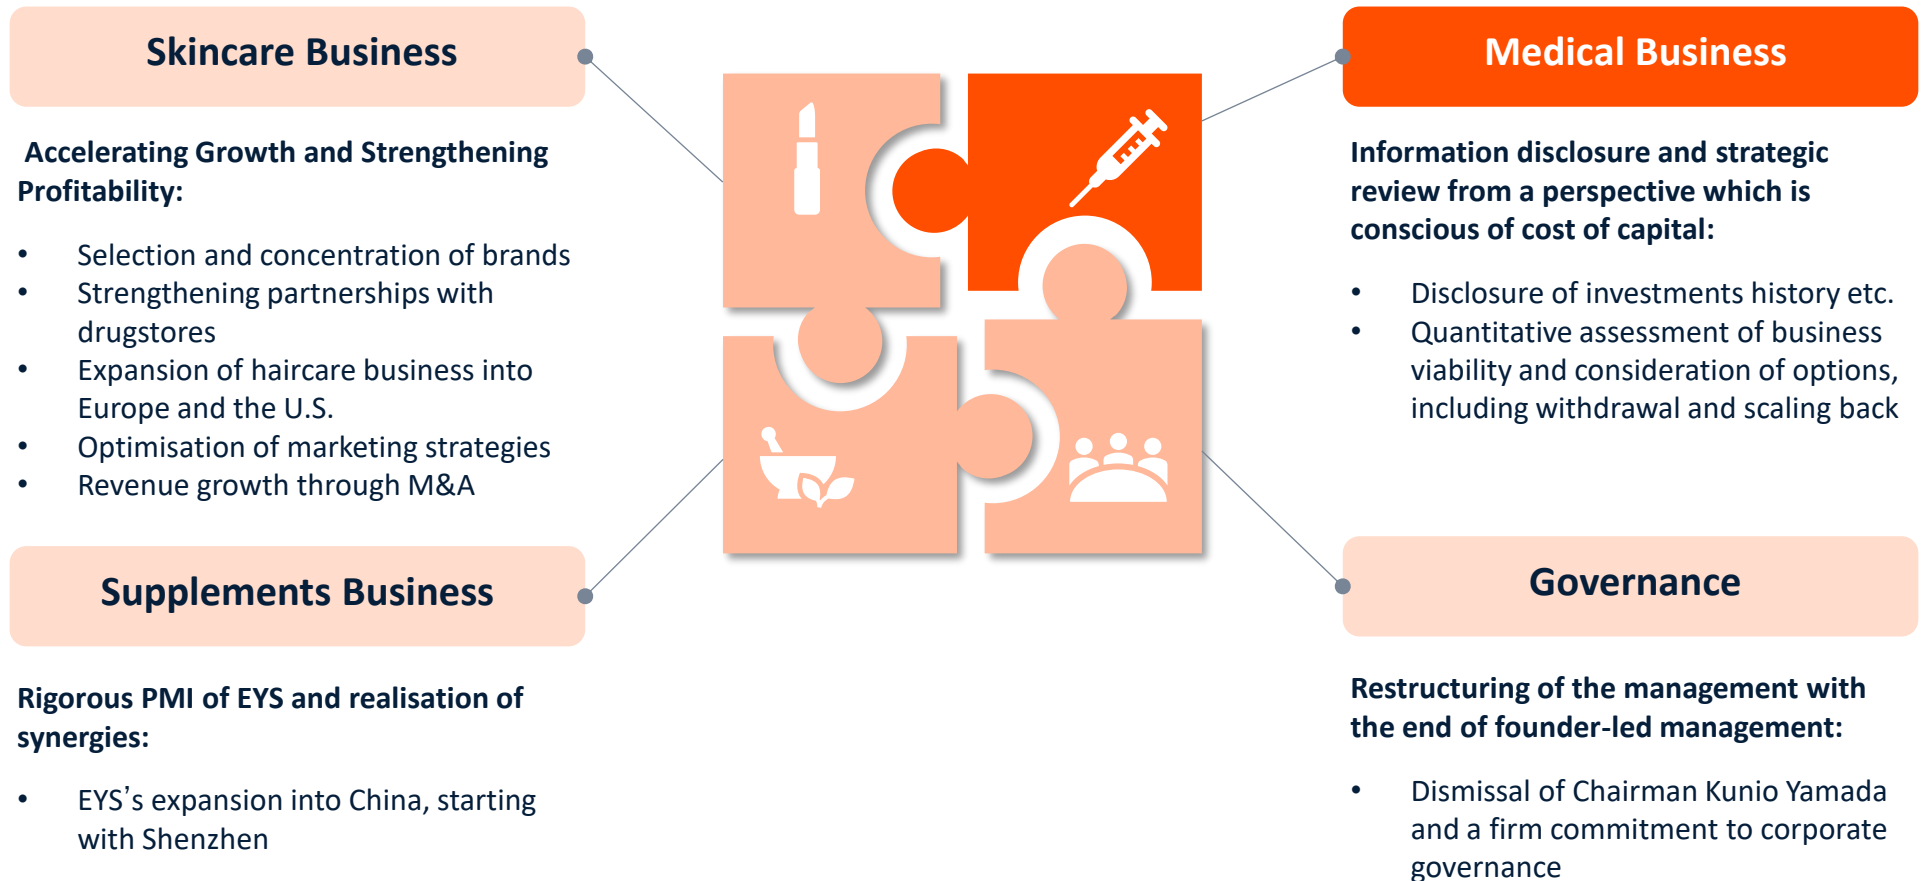 Skincare Business
Accelerating Growth and Strengthening
Profitability:
• Selection and concentration of brands
• Strengthening partnerships with
drugstores
• Expansion of haircare business into
Europe and the U.S.
• Optimisation of marketing strategies
• Revenue growth through M&A
Supplements Business
Rigorous PMI of EYS and realisation of
synergies:
• EYS’s expansion into China, starting
with Shenzhen
Medical Business
Information disclosure and strategic
review from a perspective which is
conscious of cost of capital:
• Disclosure of investments history etc.
• Quantitative assessment of business
viability and consideration of options,
including withdrawal and scaling back
Governance
Restructuring of the management with
the end of founder-led management:
• Dismissal of Chairman Kunio Yamada
and a firm commitment to corporate
governance